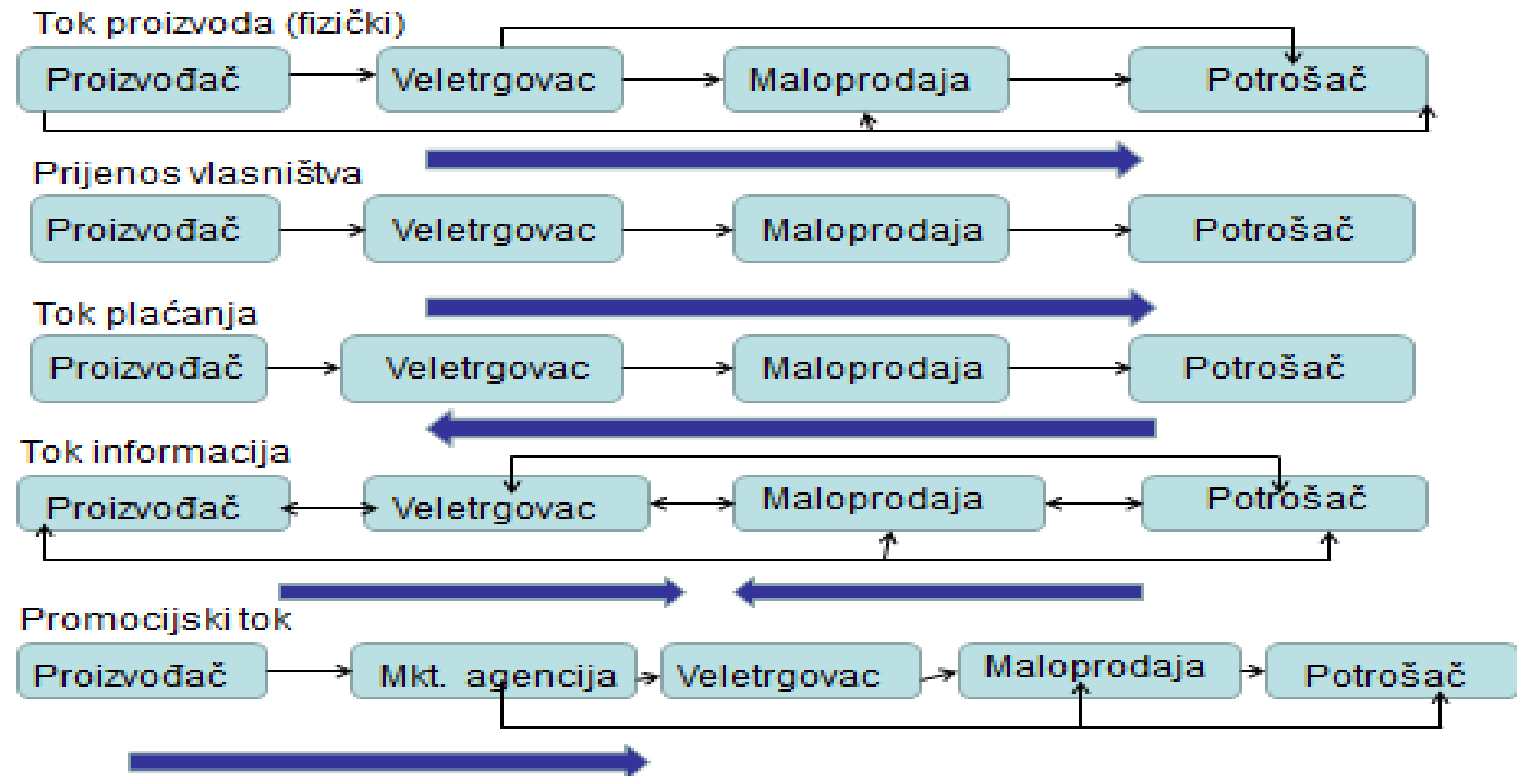 Tok proizvoda (fizički)
Proizvođač Veletrgovac Maloprodaja Potrošač
Prijenos vlasništva
Proizvođač Veletrgovac Maloprodaja Potrošač
Tok plaćanja
Proizvođač Veletrgovac Maloprodaja Potrošač
Tok informacija
Proizvođač Veletrgovac Maloprodaja Potrošač
Promocijski tok
Proizvođač Mkt. agencija Veletrgovac Maloprodaja Potrošač